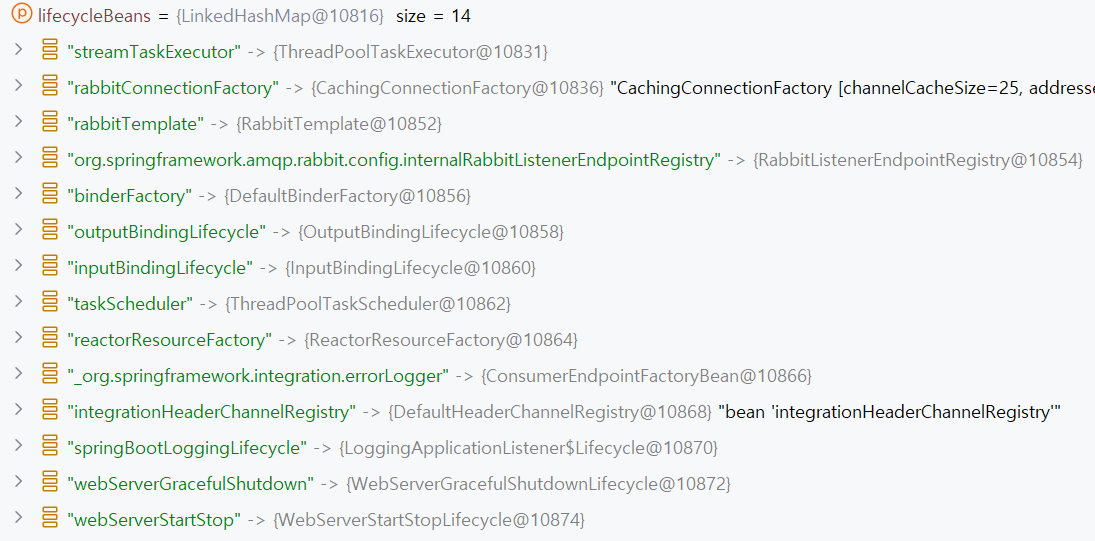 p lifecycleBeans = {LinkedHashMap@10816} size = 14
"streamTaskExecutor" -> {ThreadPoolTaskExecutor@10831}
"rabbitConnectionFactory" -> {CachingConnectionFactory@10836} "CachingConnectionFactory [channelCacheSize=25, addresse
"rabbitTemplate" -> {RabbitTemplate@10852}
"org.springframework.amqp.rabbit.config.internalRabbitListenerEndpointRegistry" -> {RabbitListenerEndpointRegistry@10854}
"binderFactory" -> {DefaultBinderFactory@10856}
"outputBindingLifecycle" -> {OutputBindingLifecycle@10858}
"inputBindingLifecycle" -> {InputBindingLifecycle@10860}
"taskScheduler" -> {ThreadPoolTaskScheduler@10862}
"reactorResourceFactory" -> {ReactorResourceFactory@10864}
"_org.springframework.integration.errorLogger" -> {ConsumerEndpointFactoryBean@10866}
"integrationHeaderChannelRegistry" -> {DefaultHeaderChannelRegistry@10868} "bean 'integrationHeaderChannelRegistry'"
"springBootLoggingLifecycle" -> {LoggingApplicationListener$Lifecycle@10870}
"webServerGracefulShutdown" -> {WebServerGracefulShutdownLifecycle@10872}
"webServerStartStop" -> {WebServerStartStopLifecycle@10874}